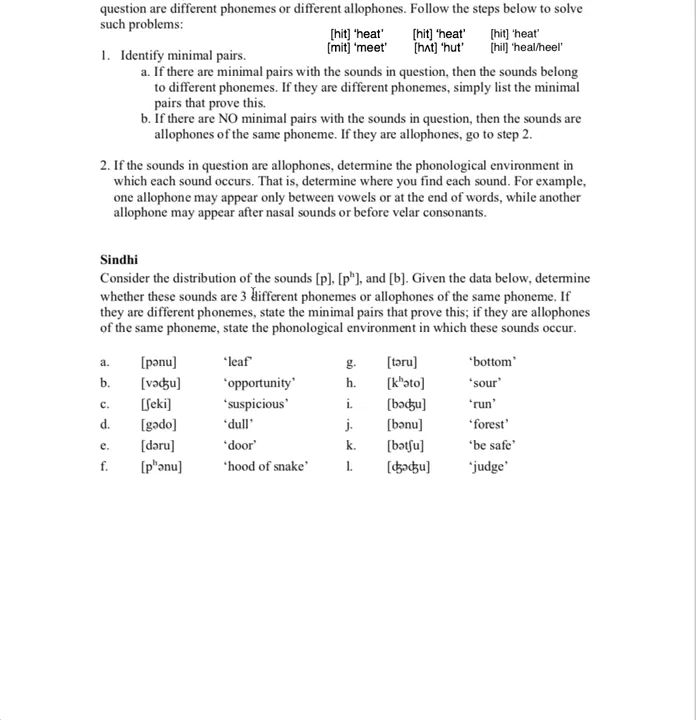 question are different phonemes or different allophones. Follow the steps below to solve
such problems:
[hit] ‘heat’ [hit] ‘heat’ [hit] ‘heat’
[mit] ‘meet’ [hʌt] ‘hut’ [hil] ‘heal/heel’
1. Identify minimal pairs.
a. If there are minimal pairs with the sounds in question, then the sounds belong
to different phonemes. If they are different phonemes, simply list the minimal
pairs that prove this.
b. If there are NO minimal pairs with the sounds in question, then the sounds are
allophones of the same phoneme. If they are allophones, go to step 2.
2. If the sounds in question are allophones, determine the phonological environment in
which each sound occurs. That is, determine where you find each sound. For example,
one allophone may appear only between vowels or at the end of words, while another
allophone may appear after nasal sounds or before velar consonants.
Sindhi
Consider the distribution of the sounds [p], [pʰ], and [b]. Given the data below, determine
whether these sounds are 3 different phonemes or allophones of the same phoneme. If
they are different phonemes, state the minimal pairs that prove this; if they are allophones
of the same phoneme, state the phonological environment in which these sounds occur.
a. [pənu] ‘leaf’ g. [təru] ‘bottom’
b. [vədʒu] ‘opportunity’ h. [kʰəto] ‘sour’
c. [ʃeki] ‘suspicious’ i. [bədʒu] ‘run’
d. [gədo] ‘dull’ j. [bənu] ‘forest’
e. [dəru] ‘door’ k. [bətʃu] ‘be safe’
f. [pʰənu] ‘hood of snake’ l. [dʒədʒu] ‘judge’